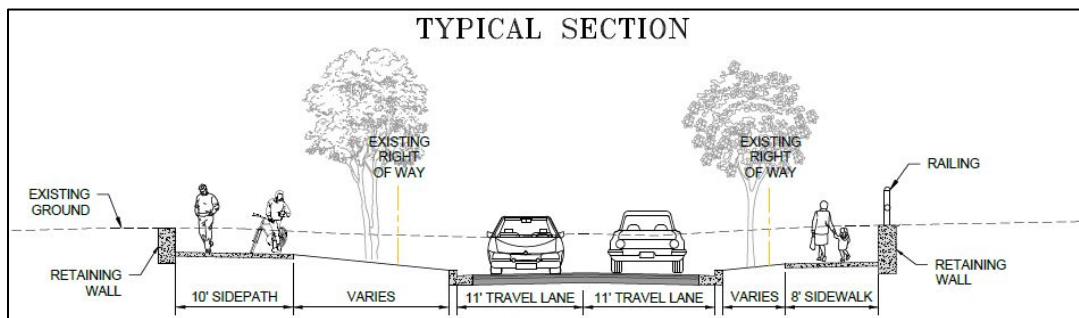 TYPICAL SECTION
EXISTING
RIGHT
OF WAY
EXISTING
RIGHT
OF WAY
RAILING
EXISTING
GROUND
RETAINING
WALL
RETAINING
WALL
10' SIDEPATH
VARIES
11' TRAVEL LANE
11' TRAVEL LANE
VARIES
8' SIDEWALK